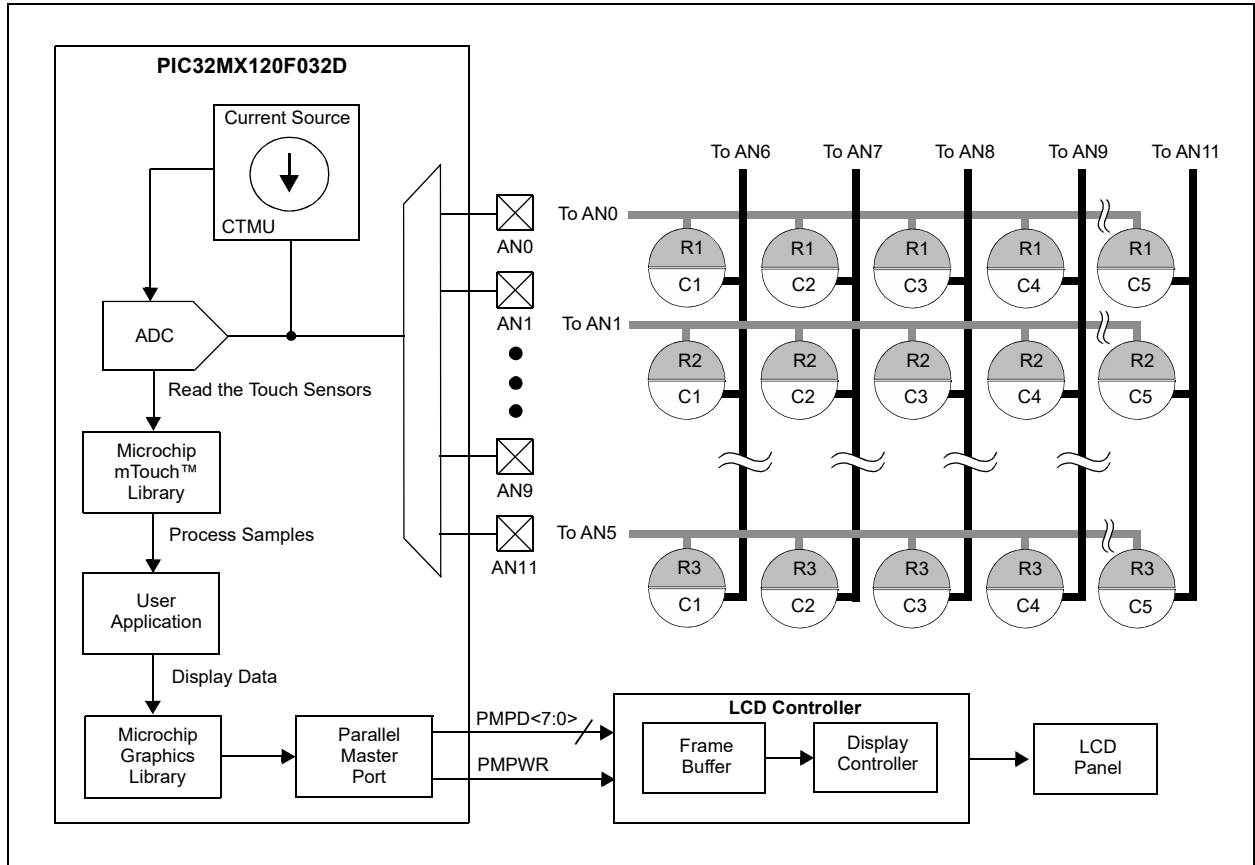 PIC32MX120F032D
Current Source
CTMU
ADC
Read the Touch Sensors
Microchip
mTouch™
Library
Process Samples
User
Application
Display Data
Microchip
Graphics
Library
Parallel
Master
Port
AN0
AN1
AN9
AN11
To AN6 To AN7 To AN8 To AN9 To AN11
To AN0
R1 R1 R1 R1 R1
C1 C2 C3 C4 C5
To AN1
R2 R2 R2 R2 R2
C1 C2 C3 C4 C5
To AN5
R3 R3 R3 R3 R3
C1 C2 C3 C4 C5
PMPD<7:0>
PMPWR
LCD Controller
Frame
Buffer
Display
Controller
LCD
Panel